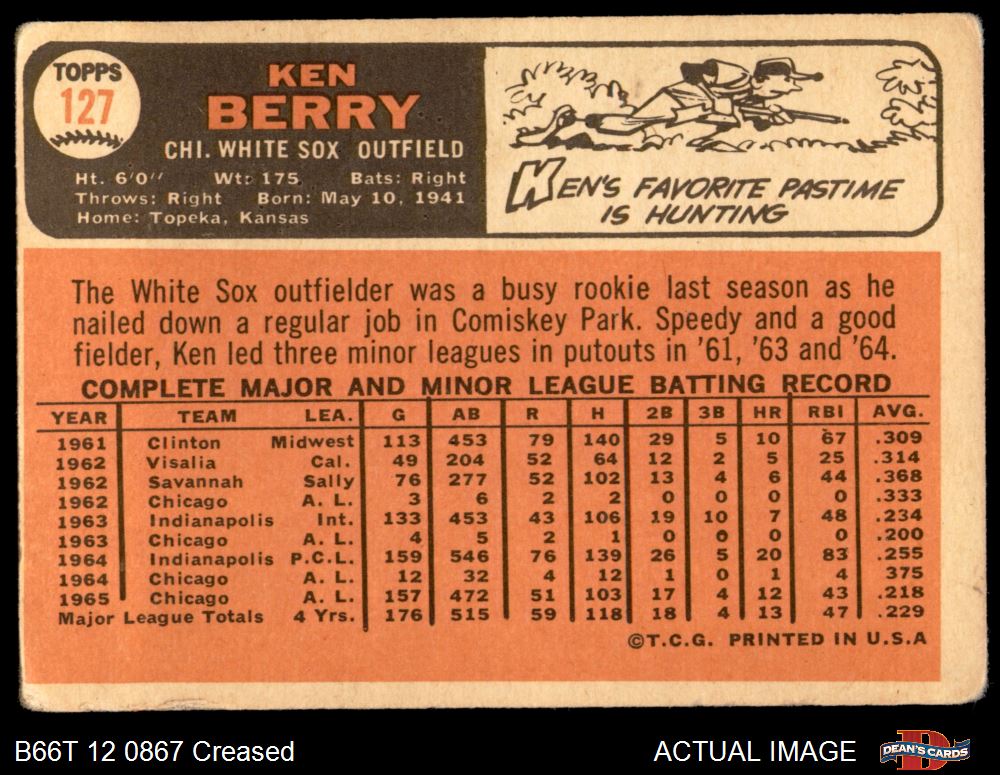 TOPPS
127
KEN
BERRY
CHI. WHITE SOX OUTFIELD
Ht. 6'0" Wt: 175 Bats: Right
Throws: Right Born: May 10, 1941
Home: Topeka, Kansas
KEN'S FAVORITE PASTIME
IS HUNTING
The White Sox outfielder was a busy rookie last season as he
nailed down a regular job in Comiskey Park. Speedy and a good
fielder, Ken led three minor leagues in putouts in '61, '63 and '64.
COMPLETE MAJOR AND MINOR LEAGUE BATTING RECORD
YEAR TEAM LEA. G AB R H 2B 3B HR RBI AVG.
1961 Clinton Midwest 113 453 79 140 29 5 10 67 .309
1962 Visalia Cal. 49 204 52 64 12 2 5 25 .314
1962 Savannah Sally 76 277 52 102 13 4 6 44 .368
1962 Chicago A. L. 3 6 2 2 0 0 0 0 .333
1963 Indianapolis Int. 133 453 43 106 19 10 7 48 .234
1963 Chicago A. L. 4 5 2 1 0 0 0 0 .200
1964 Indianapolis P.C.L. 159 546 76 139 26 5 20 83 .255
1964 Chicago A. L. 12 32 4 12 1 0 1 4 375
1965 Chicago A. L. 157 472 51 103 17 4 12 43 .218
Major League Totals 4 Yrs. 176 515 59 118 18 4 13 47 .229
©T.C.G. PRINTED IN U.S.A
B66T 12 0867 Creased
ACTUAL IMAGE
DEAN'S CARDS